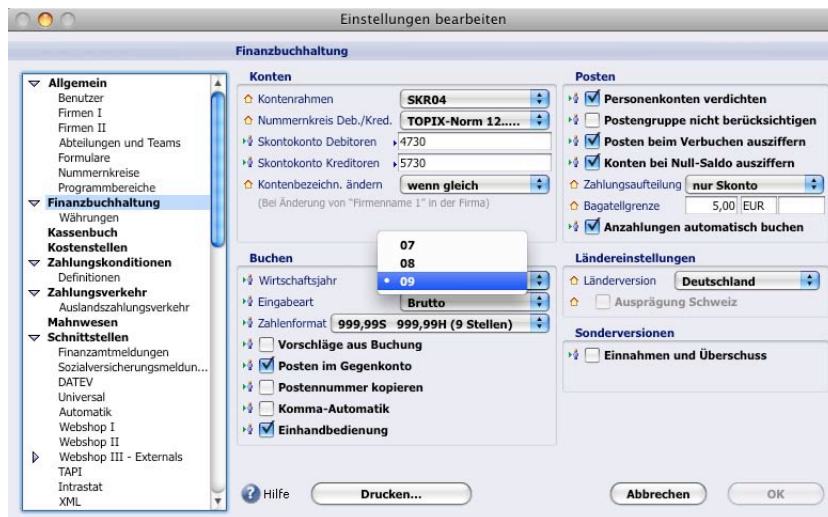 Einstellungen bearbeiten
Finanzbuchhaltung
Allgemein
Benutzer
Firmen I
Firmen II
Abteilungen und Teams
Formulare
Nummernkreise
Programmbereiche
Finanzbuchhaltung
Währungen
Kassenbuch
Kostenstellen
Zahlungskonditionen
Definitionen
Zahlungsverkehr
Auslandszahlungsverkehr
Mahnwesen
Schnittstellen
Finanzamtmeldungen
Sozialversicherungsmeldun...
DATEV
Universal
Automatik
Webshop I
Webshop II
Webshop III - Externals
TAPI
Intrastat
XML
Konten
Kontenrahmen SKR04
Nummernkreis Deb./Kred. TOPIX-Norm 12.....
Skontokonto Debitoren 4730
Skontokonto Kreditoren 5730
Kontenbezeichn. ändern wenn gleich
(Bei Änderung von "Firmenname 1" in der Firma)
Buchen
07
08
Wirtschaftsjahr • 09
Eingabeart Brutto
Zahlenformat 999,99S 999,99H (9 Stellen)
Vorschläge aus Buchung
Posten im Gegenkonto
Postennummer kopieren
Komma-Automatik
Einhandbedienung
Posten
Personenkonten verdichten
Postengruppe nicht berücksichtigen
Posten beim Verbuchen ausziffern
Konten bei Null-Saldo ausziffern
Zahlungsaufteilung nur Skonto
Bagatellgrenze 5,00 EUR
Anzahlungen automatisch buchen
Ländereinstellungen
Länderversion Deutschland
Ausprägung Schweiz
Sonderversionen
Einnahmen und Überschuss
? Hilfe
Drucken...
Abbrechen
OK